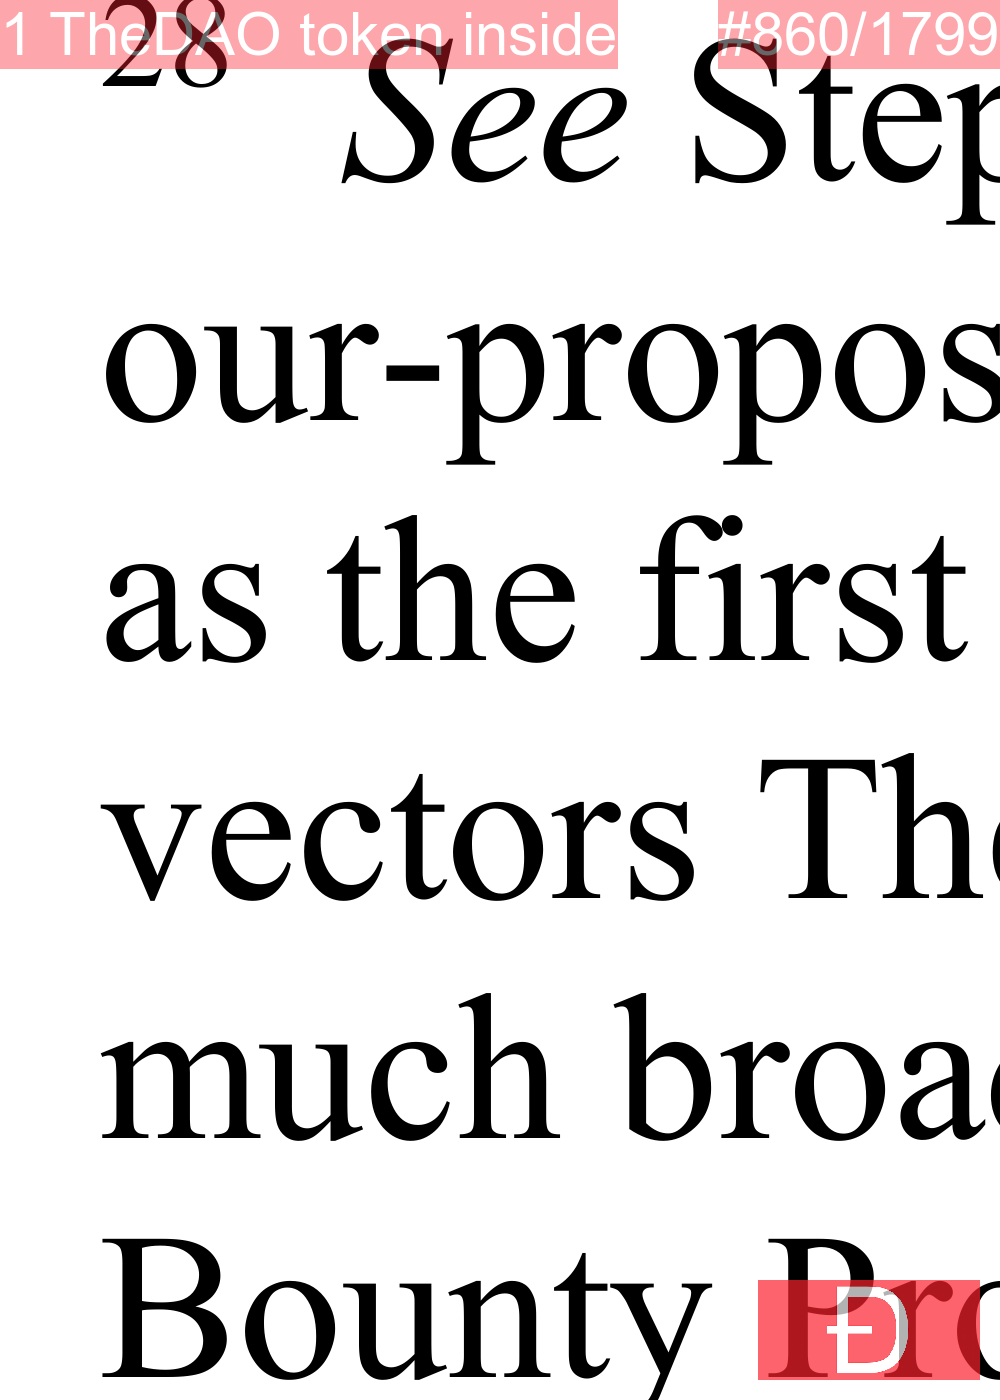 1 TheDAO token inside #860/1799
28 See Step
our-propos
as the first
vectors The
much broad
Bounty Pro
Đ